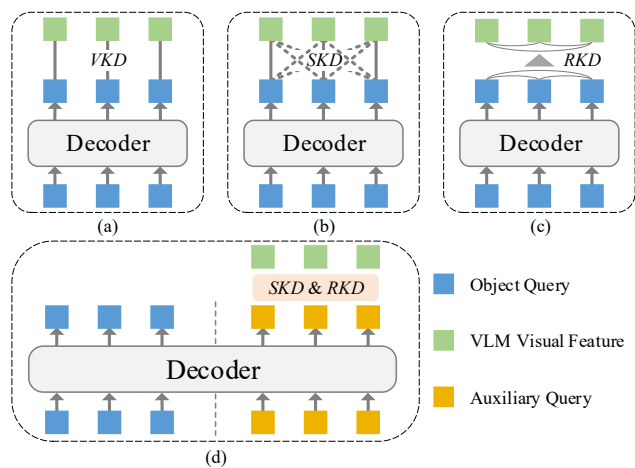 VKD
SKD
RKD
Decoder
Decoder
Decoder
(a)
(b)
(c)
SKD & RKD
Decoder
(d)
Object Query
VLM Visual Feature
Auxiliary Query